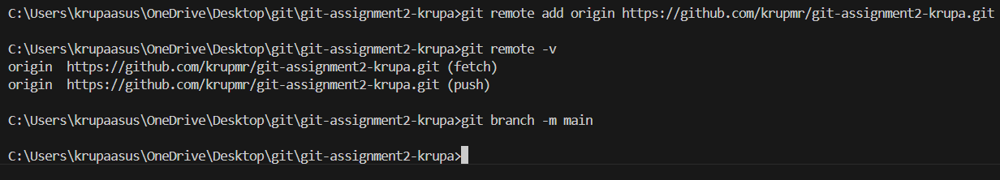 C:\Users\krupaasus\OneDrive\Desktop\git\git-assignment2-krupa>git remote add origin https://github.com/krupmr/git-assignment2-krupa.git
C:\Users\krupaasus\OneDrive\Desktop\git\git-assignment2-krupa>git remote -v
origin  https://github.com/krupmr/git-assignment2-krupa.git (fetch)
origin  https://github.com/krupmr/git-assignment2-krupa.git (push)
C:\Users\krupaasus\OneDrive\Desktop\git\git-assignment2-krupa>git branch -m main
C:\Users\krupaasus\OneDrive\Desktop\git\git-assignment2-krupa>